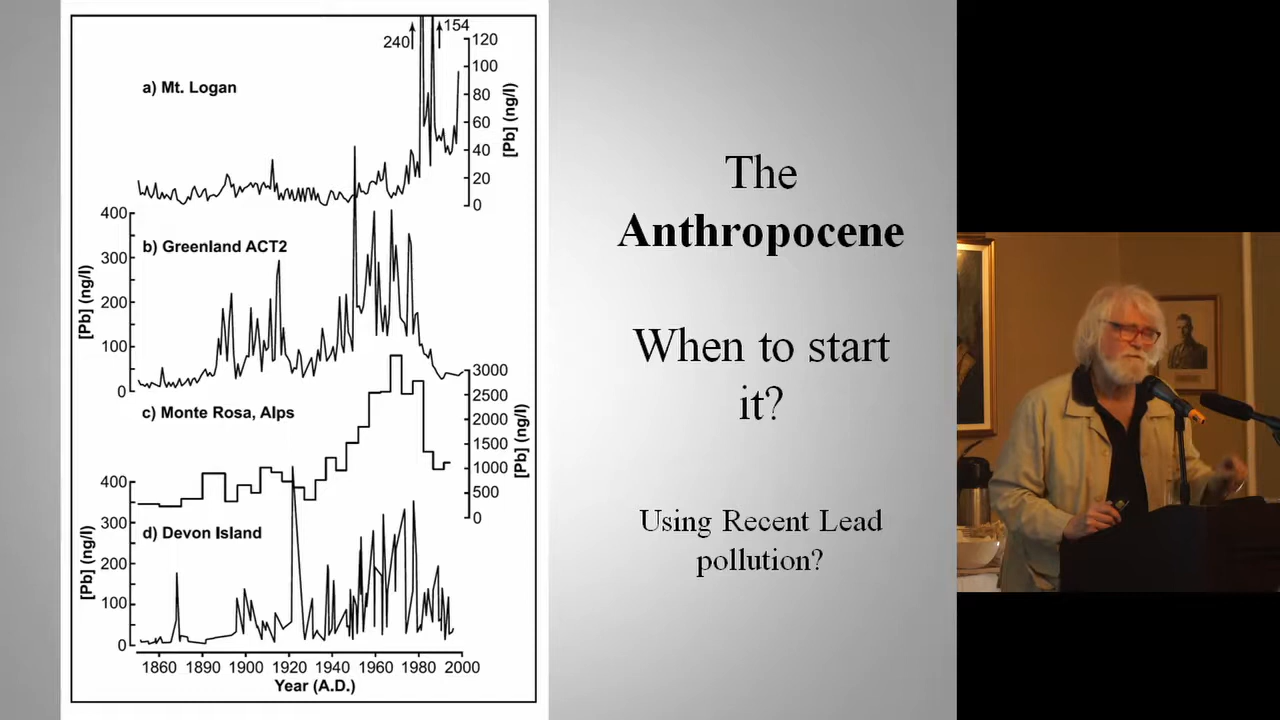 240
154
120
100
80
60
40
20
0
[Pb] (ng/l)
a) Mt. Logan
400
300
200
100
0
[Pb] (ng/l)
b) Greenland ACT2
3000
2500
2000
1500
1000
500
0
[Pb] (ng/l)
c) Monte Rosa, Alps
400
300
200
100
0
[Pb] (ng/l)
d) Devon Island
1860 1890 1900 1920 1940 1960 1980 2000
Year (A.D.)
The
Anthropocene
When to start
it?
Using Recent Lead
pollution?